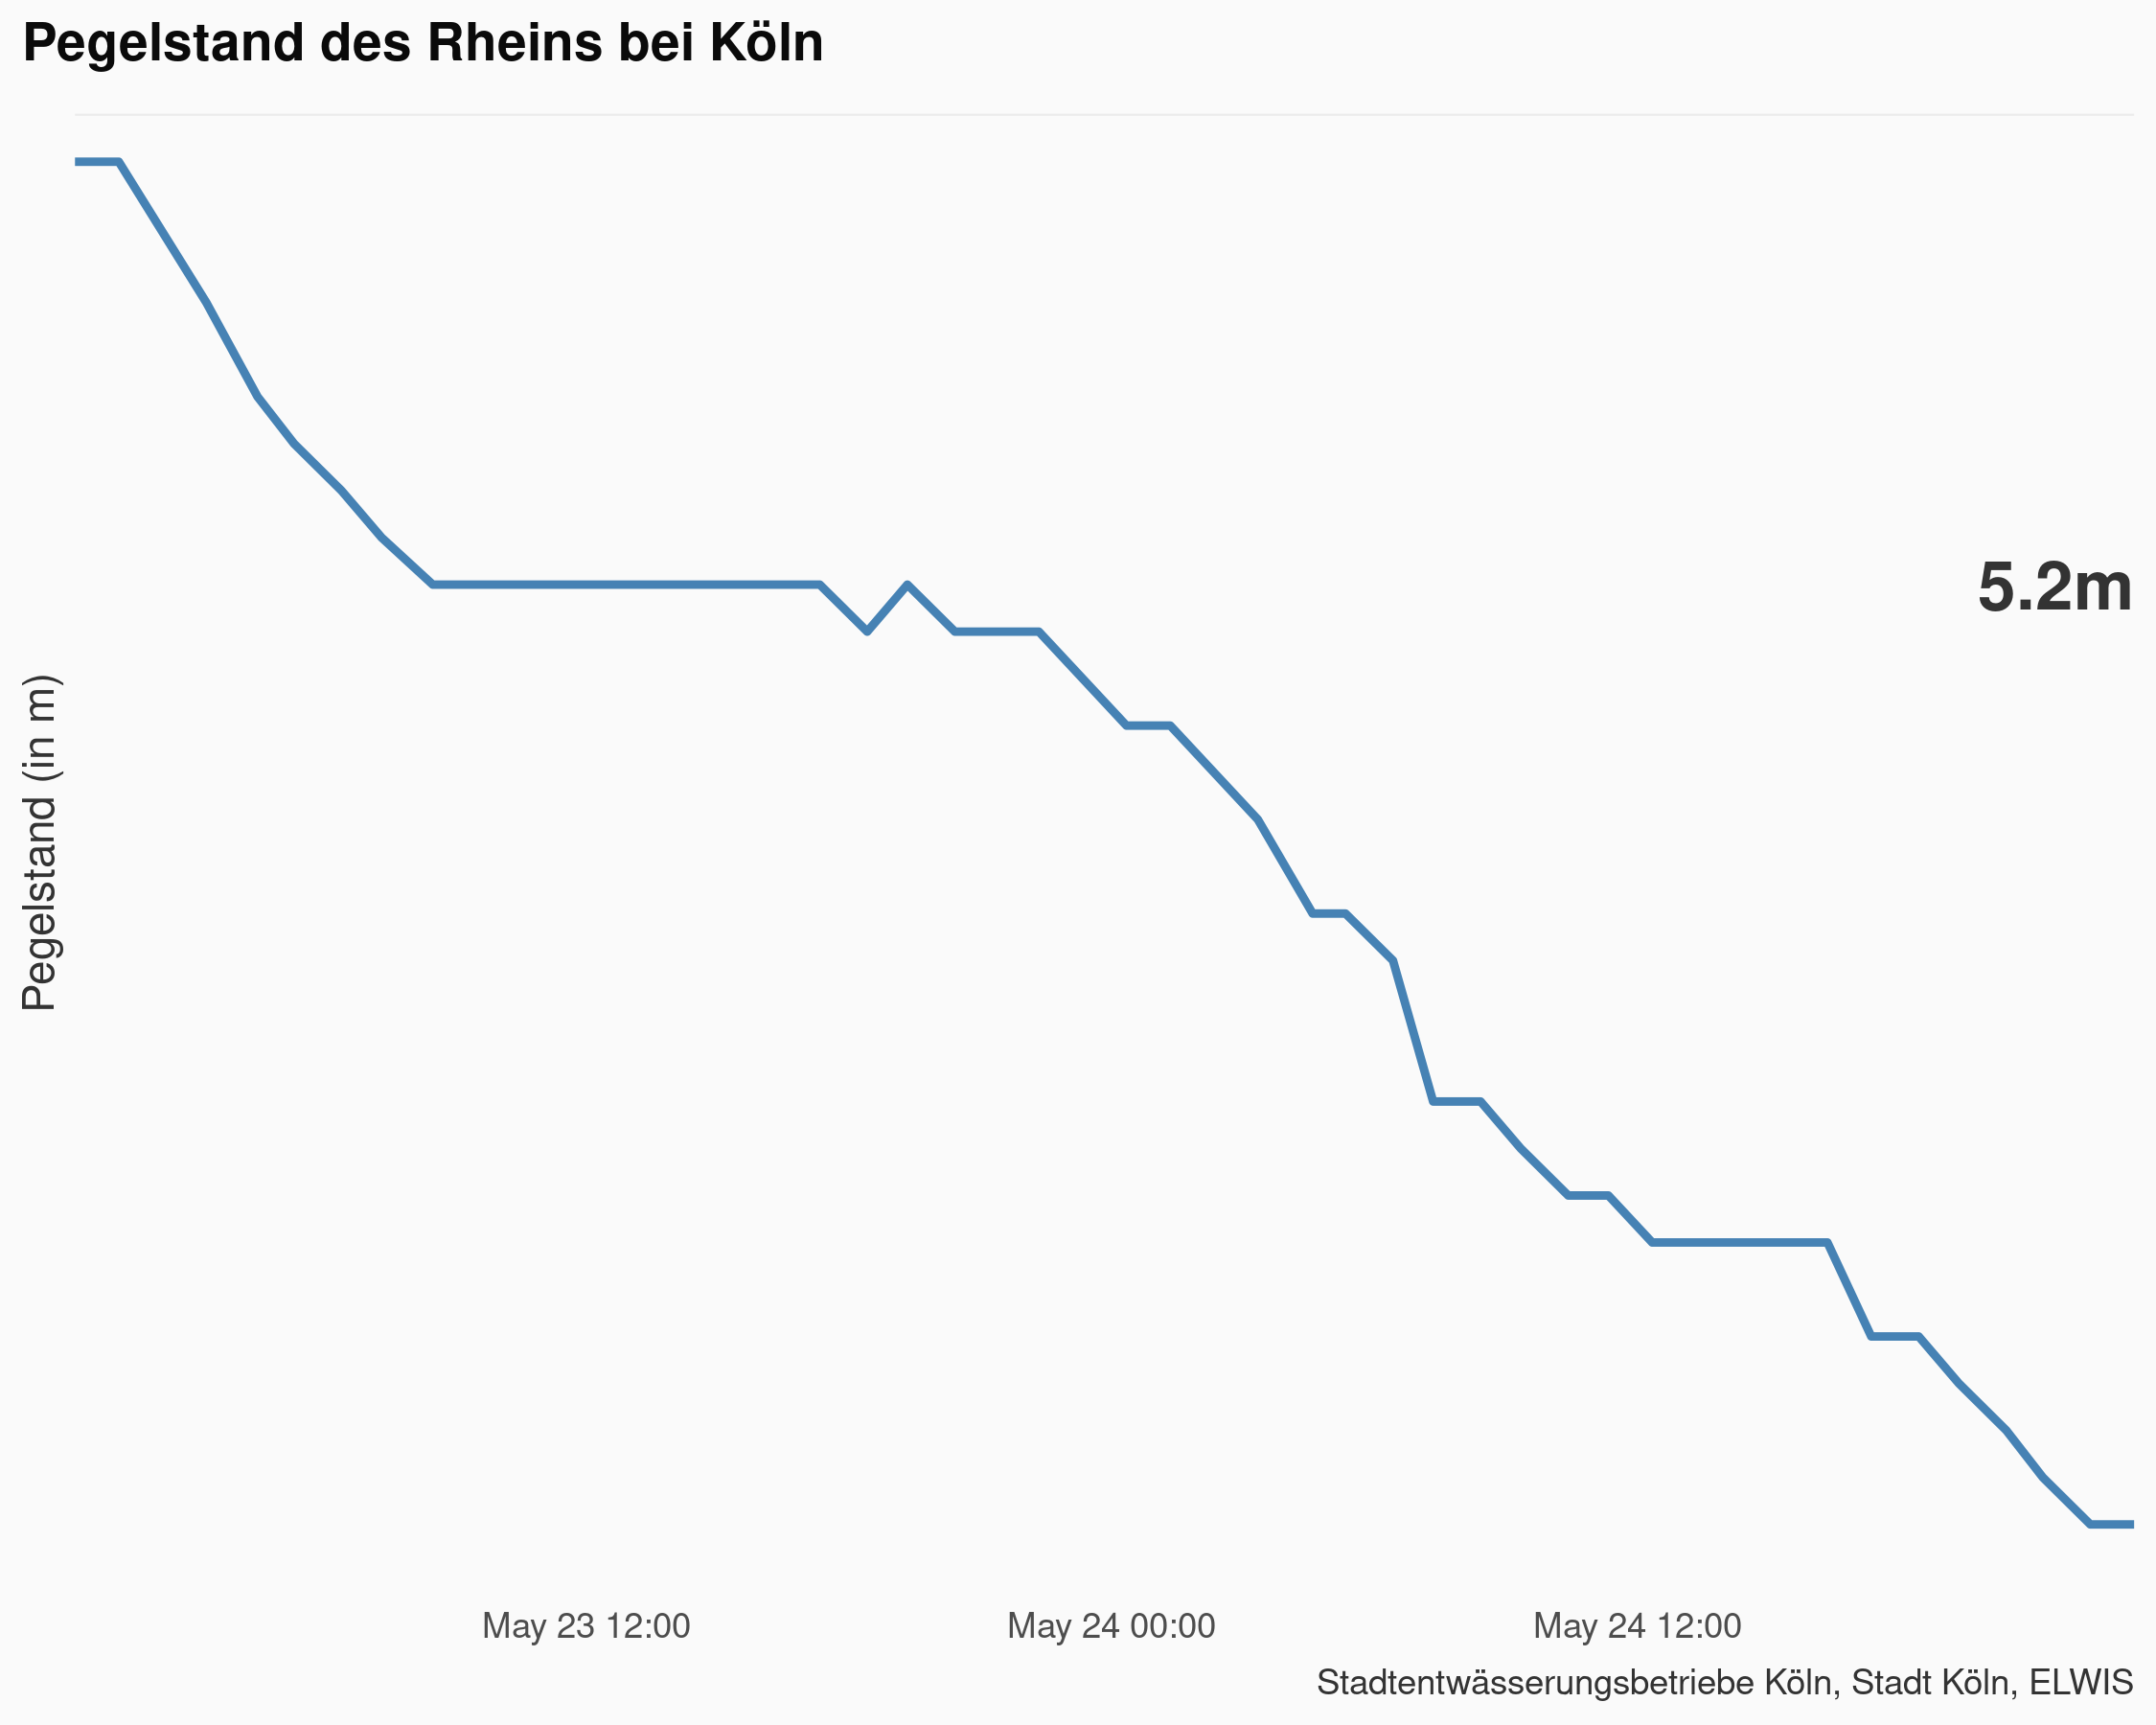 Pegelstand des Rheins bei Köln
5.2m
Pegelstand (in m)
May 23 12:00
May 24 00:00
May 24 12:00
Stadtentwässerungsbetriebe Köln, Stadt Köln, ELWIS